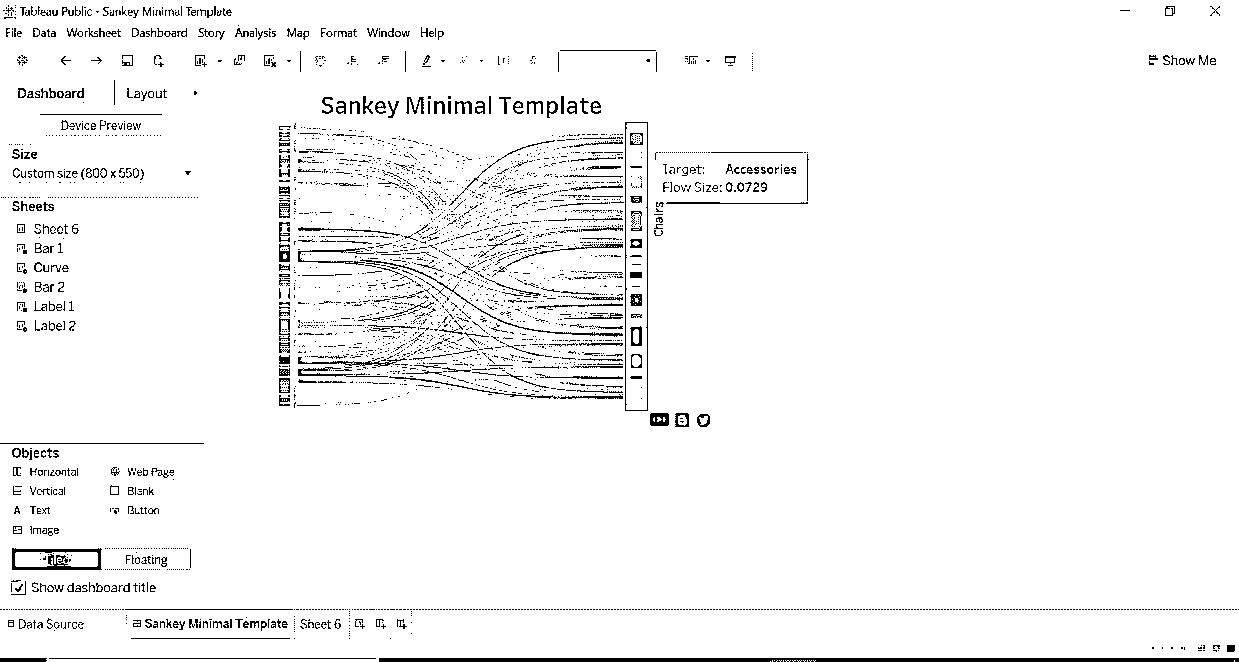 Tableau Public - Sankey Minimal Template
File Data Worksheet Dashboard Story Analysis Map Format Window Help
Show Me
Dashboard Layout
Device Preview
Sankey Minimal Template
Size
Custom size (800 x 550)
Target: Accessories
Flow Size: 0.0729
Chairs
Sheets
Sheet 6
Bar 1
Curve
Bar 2
Label 1
Label 2
Objects
Horizontal Web Page
Vertical Blank
A Text Button
Image
Tiled Floating
Show dashboard title
Data Source Sankey Minimal Template Sheet 6